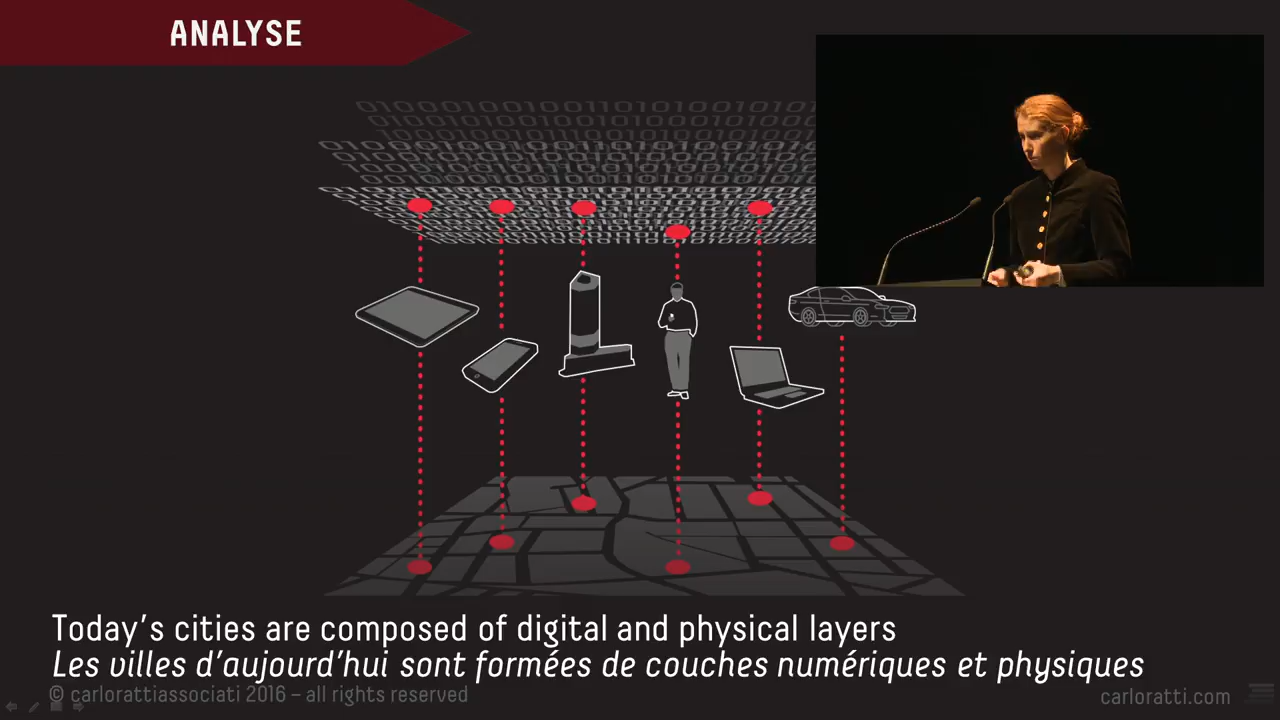 ANALYSE
Today's cities are composed of digital and physical layers
Les villes d'aujourd'hui sont formées de couches numériques et physiques
© carlorattiassociati 2016 – all rights reserved
carloratti.com